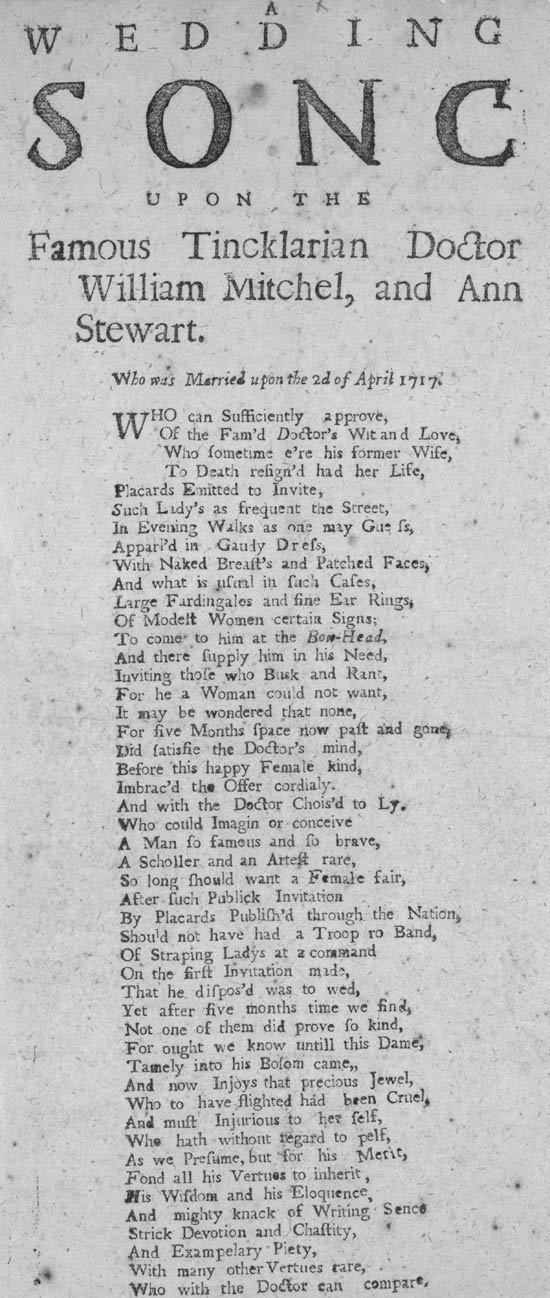 A
WEDDING
SONG
UPON THE
Famous Tincklarian Doctor
William Mitchel, and Ann
Stewart.
Who was Married upon the 2d of April 1717.
WHO can Sufficiently approve,
Of the Fam'd Doctor's Wit and Love,
Who ſometime e're his former Wife,
To Death reſign'd had her Life,
Placards Emitted to Invite,
Such Lady's as frequent the Street,
In Evening Walks as one may Gueſs,
Apparl'd in Gaudy Dreſs,
With Naked Breaſt's and Patched Faces,
And what is uſual in ſuch Caſes,
Large Fardingales and fine Ear Rings,
Of Modeſt Women certain Signs;
To come to him at the Bow-Head,
And there ſupply him in his Need,
Inviting thoſe who Busk and Rant,
For he a Woman could not want,
It may be wondered that none,
For five Months ſpace now paſt and gone,
Did ſatisfie the Doctor's mind,
Before this happy Female kind,
Imbrac'd the Offer cordialy.
And with the Doctor Chois'd to Ly.
Who could Imagin or conceive
A Man ſo famous and ſo brave,
A Scholler and an Arteſt rare,
So long ſhould want a Female fair,
After ſuch Publick Invitation
By Placards Publiſh'd through the Nation,
Shou'd not have had a Troop ro Band,
Of Straping Ladys at a command
On the firſt Invitation made,
That he diſpos'd was to wed,
Yet after five months time we find,
Not one of them did prove ſo kind,
For ought we know untill this Dame,
Tamely into his Boſom came,,
And now Injoys that precious Jewel,
Who to have ſlighted had been Cruel,
And muſt Injurious to her ſelf,
Who hath without regard to pelf,
As we Preſume, but for his Merit,
Fond all his Vertues to inherit,
His Wiſdom and his Eloquence,
And mighty knack of Writing Sence
Strick Devotion and Chaſtity,
And Exampelary Piety,
With many other Vertues rare,
Who with the Doctor can compare.